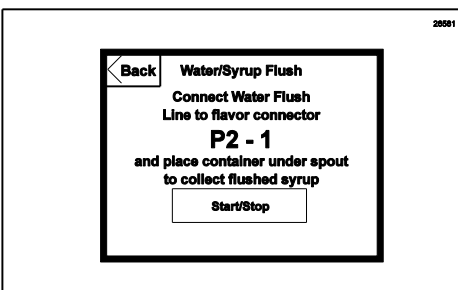 26581
Back
Water/Syrup Flush
Connect Water Flush
Line to flavor connector
P2 - 1
and place container under spout
to collect flushed syrup
Start/Stop